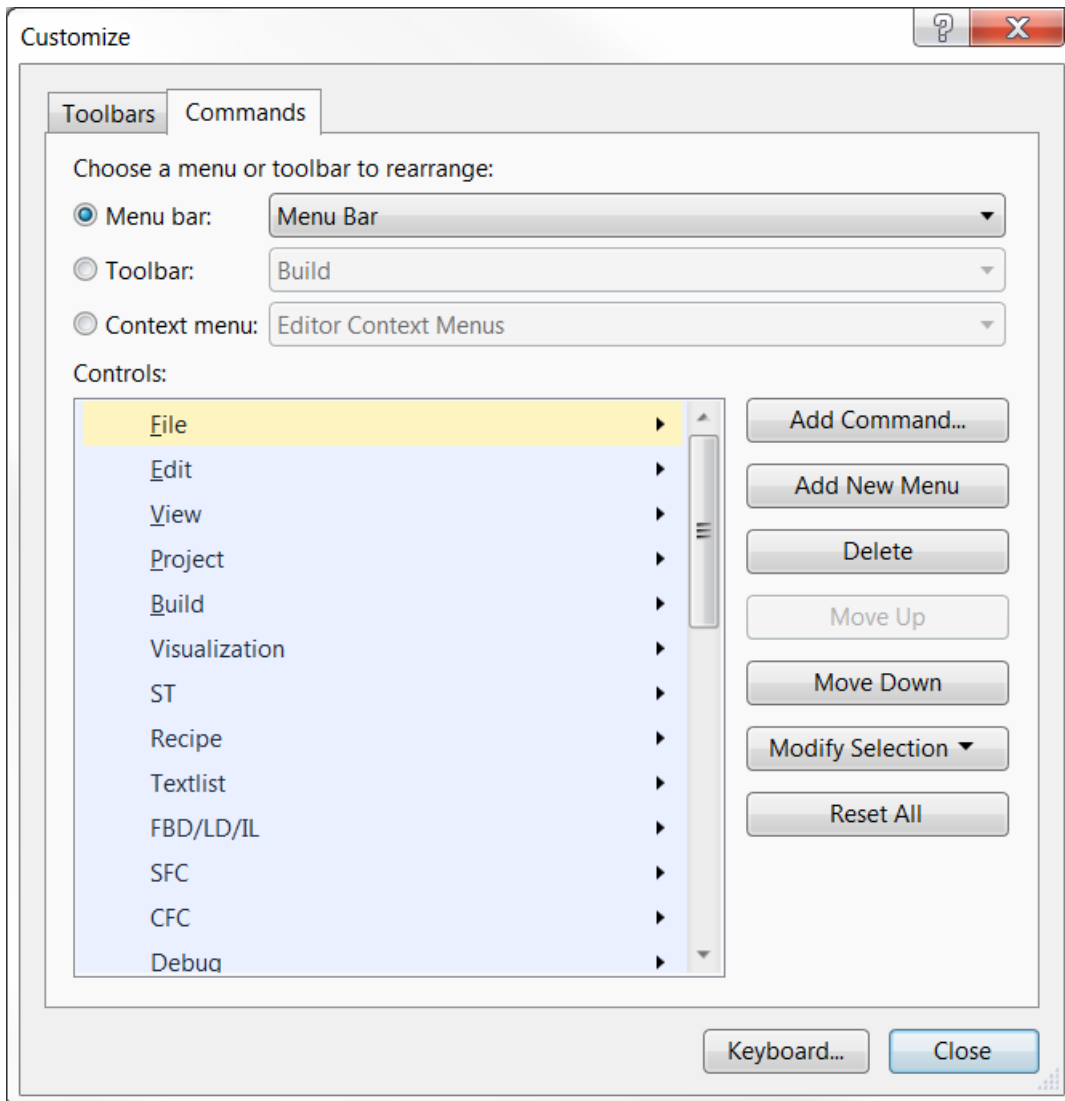 Customize
Toolbars Commands
Choose a menu or toolbar to rearrange:
Menu bar: Menu Bar
Toolbar: Build
Context menu: Editor Context Menus
Controls:
File
Edit
View
Project
Build
Visualization
ST
Recipe
Textlist
FBD/LD/IL
SFC
CFC
Debug
Add Command...
Add New Menu
Delete
Move Up
Move Down
Modify Selection
Reset All
Keyboard... Close